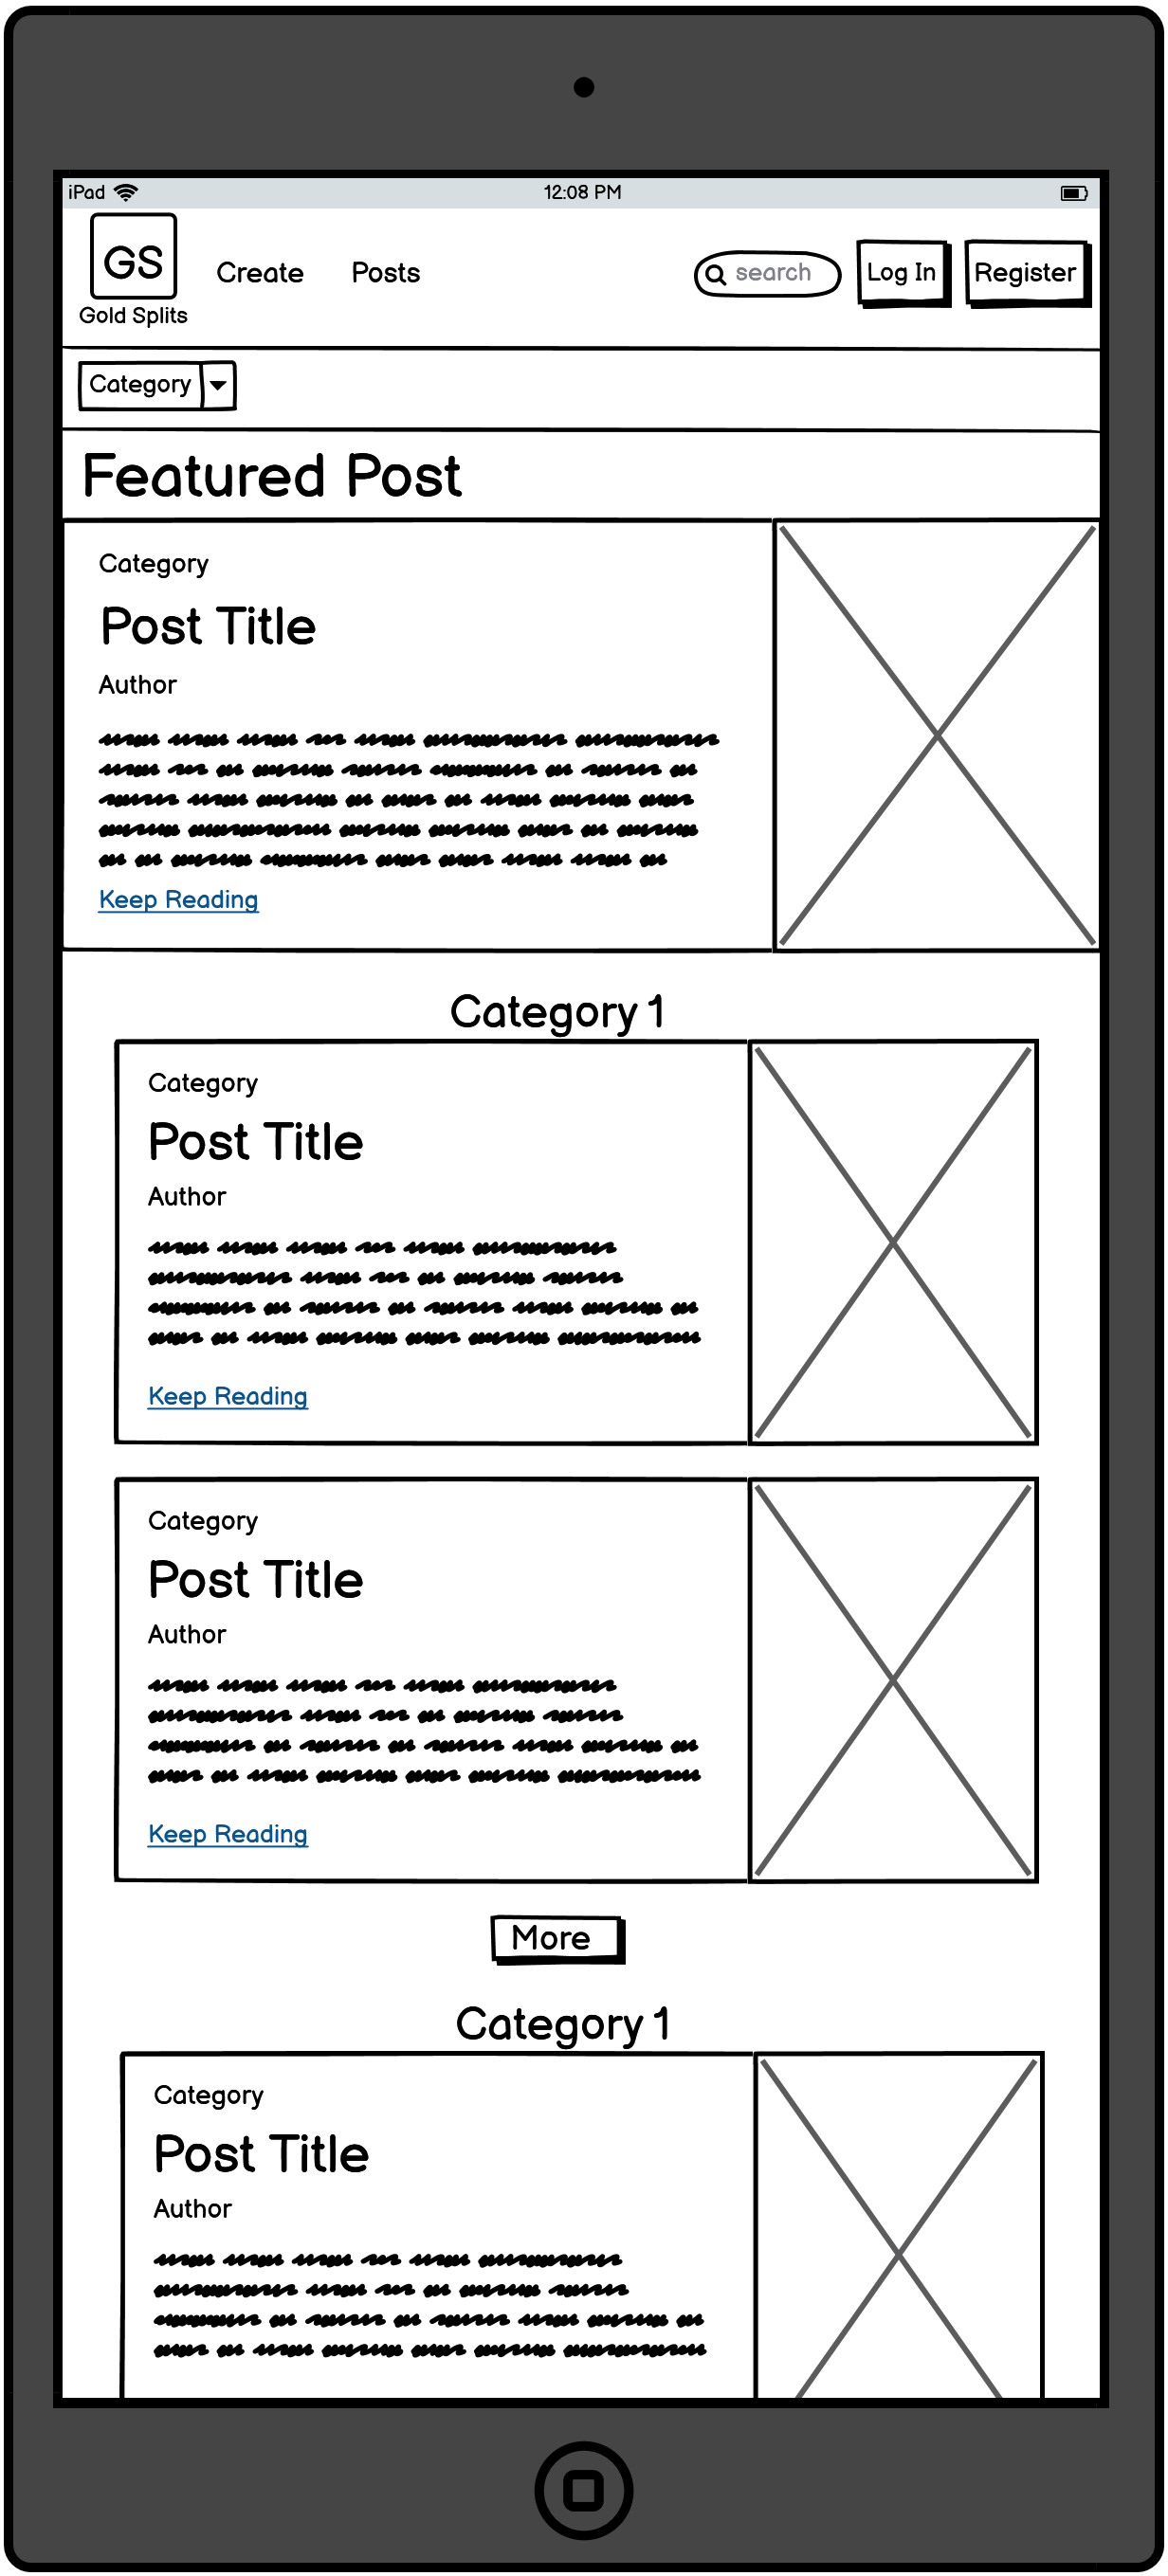 iPad 12:08 PM
GS
Gold Splits
Create Posts search Log In Register
Category
Featured Post
Category
Post Title
Author
Keep Reading
Category 1
Category
Post Title
Author
Keep Reading
Category
Post Title
Author
Keep Reading
More
Category 1
Category
Post Title
Author